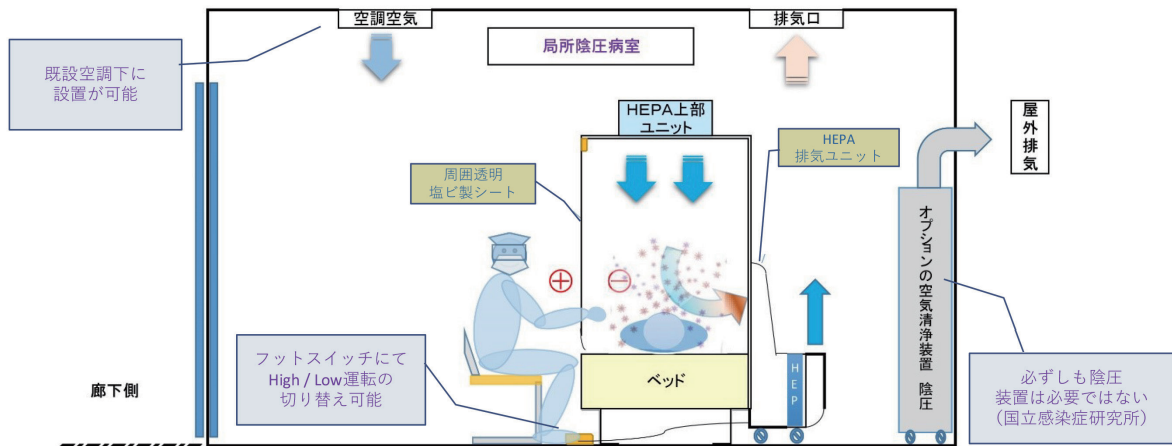 空調空気
排気口
局所陰圧病室
既設空調下に
設置が可能
HEPA上部
ユニット
HEPA
排気ユニット
屋外排気
周囲透明
塩ビ製シート
オプションの空気清浄装置 陰圧
+
−
フットスイッチにて
High / Low運転の
切り替え可能
ベッド
HEP
廊下側
必ずしも陰圧
装置は必要ではない
（国立感染症研究所）